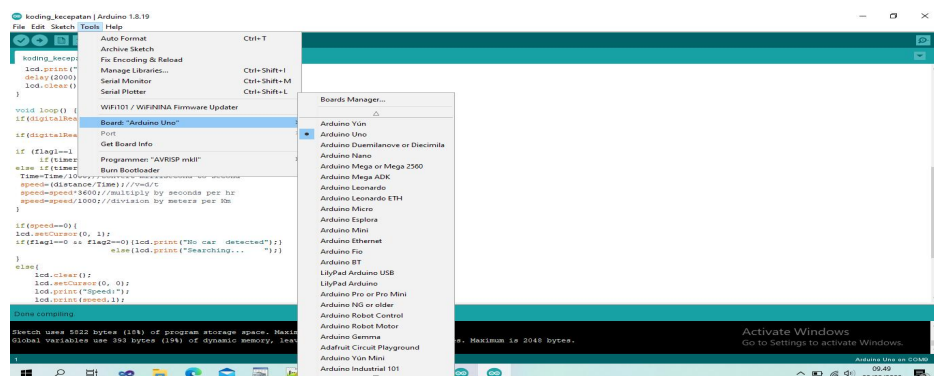 koding_kecepatan | Arduino 1.8.19
File Edit Sketch Tools Help
koding_kecepa
lcd.print("
delay(2000)
lcd.clear()
}
void loop() {
if(digitalRea
if(digitalRea
if (flag1==1
if(timer
else if(timer
speed=(distance/Time);//v=d/t
speed=speed*3600;//multiply by seconds per hr
speed=speed/1000;//division by meters per Km
}
if(speed==0){
lcd.setCursor(0, 1);
if(flag1==0 && flag2==0){lcd.print("No car  detected");}
else{lcd.print("Searching...    ");}
}
else{
lcd.clear();
lcd.setCursor(0, 0);
lcd.print("Speed:");
lcd.print(speed,1);
Auto Format Ctrl+T
Archive Sketch
Fix Encoding & Reload
Manage Libraries... Ctrl+Shift+I
Serial Monitor Ctrl+Shift+M
Serial Plotter Ctrl+Shift+L
WiFi101 / WiFiNINA Firmware Updater
Board: "Arduino Uno"
Port
Get Board Info
Programmer: "AVRISP mkII"
Burn Bootloader
Boards Manager...
Arduino Yún
Arduino Uno
Arduino Duemilanove or Diecimila
Arduino Nano
Arduino Mega or Mega 2560
Arduino Mega ADK
Arduino Leonardo
Arduino Leonardo ETH
Arduino Micro
Arduino Esplora
Arduino Mini
Arduino Ethernet
Arduino Fio
Arduino BT
LilyPad Arduino USB
LilyPad Arduino
Arduino Pro or Pro Mini
Arduino NG or older
Arduino Robot Control
Arduino Robot Motor
Arduino Gemma
Adafruit Circuit Playground
Arduino Yún Mini
Arduino Industrial 101
Done compiling
Sketch uses 5822 bytes (18%) of program storage space. Maxim
Global variables use 393 bytes (19%) of dynamic memory, leav es. Maximum is 2048 bytes.
Activate Windows
Go to Settings to activate Windows.
1 Arduino Uno on COM9
09.49